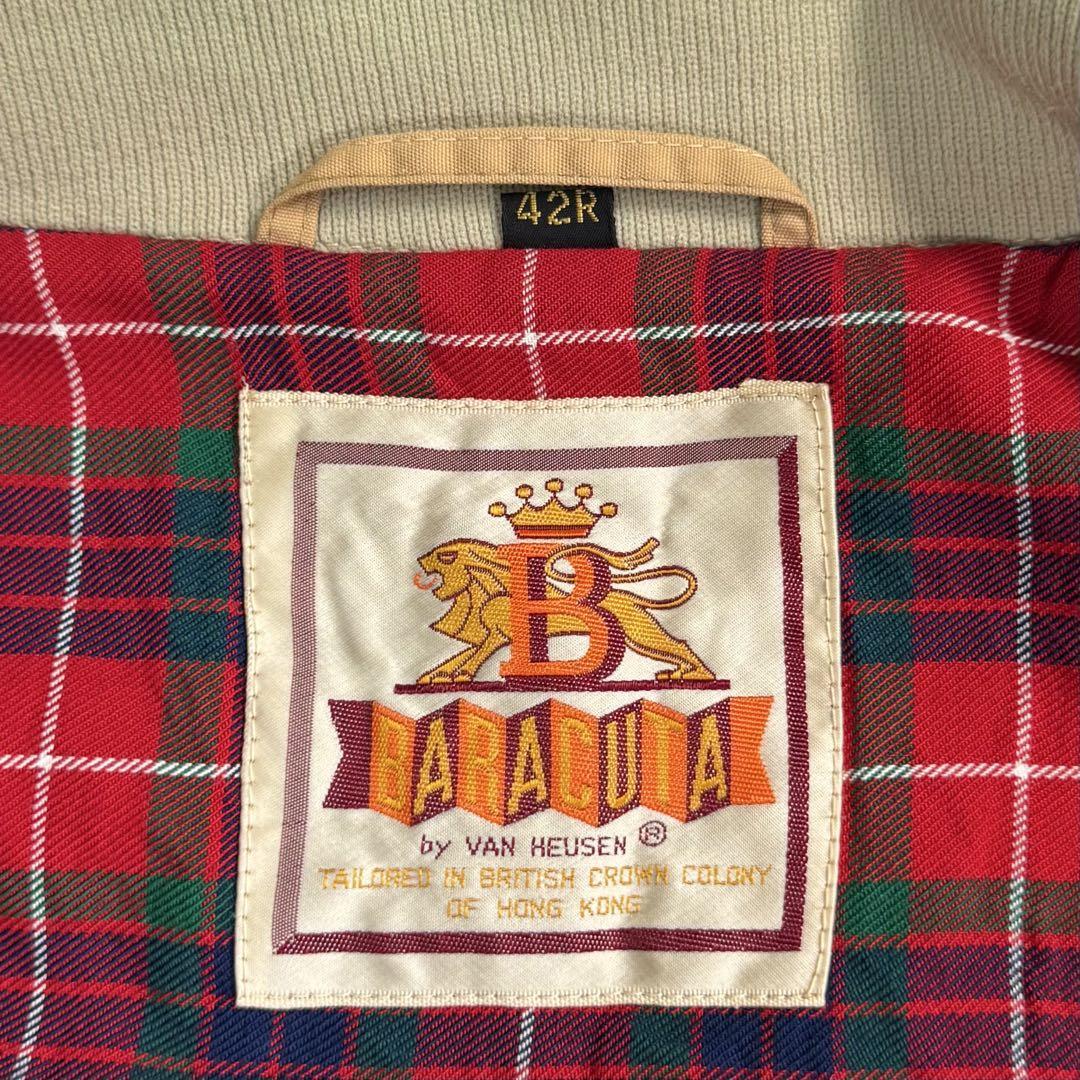 42R
B
BARACUTA
by VAN HEUSEN ®
TAILORED IN BRITISH CROWN COLONY
OF HONG KONG